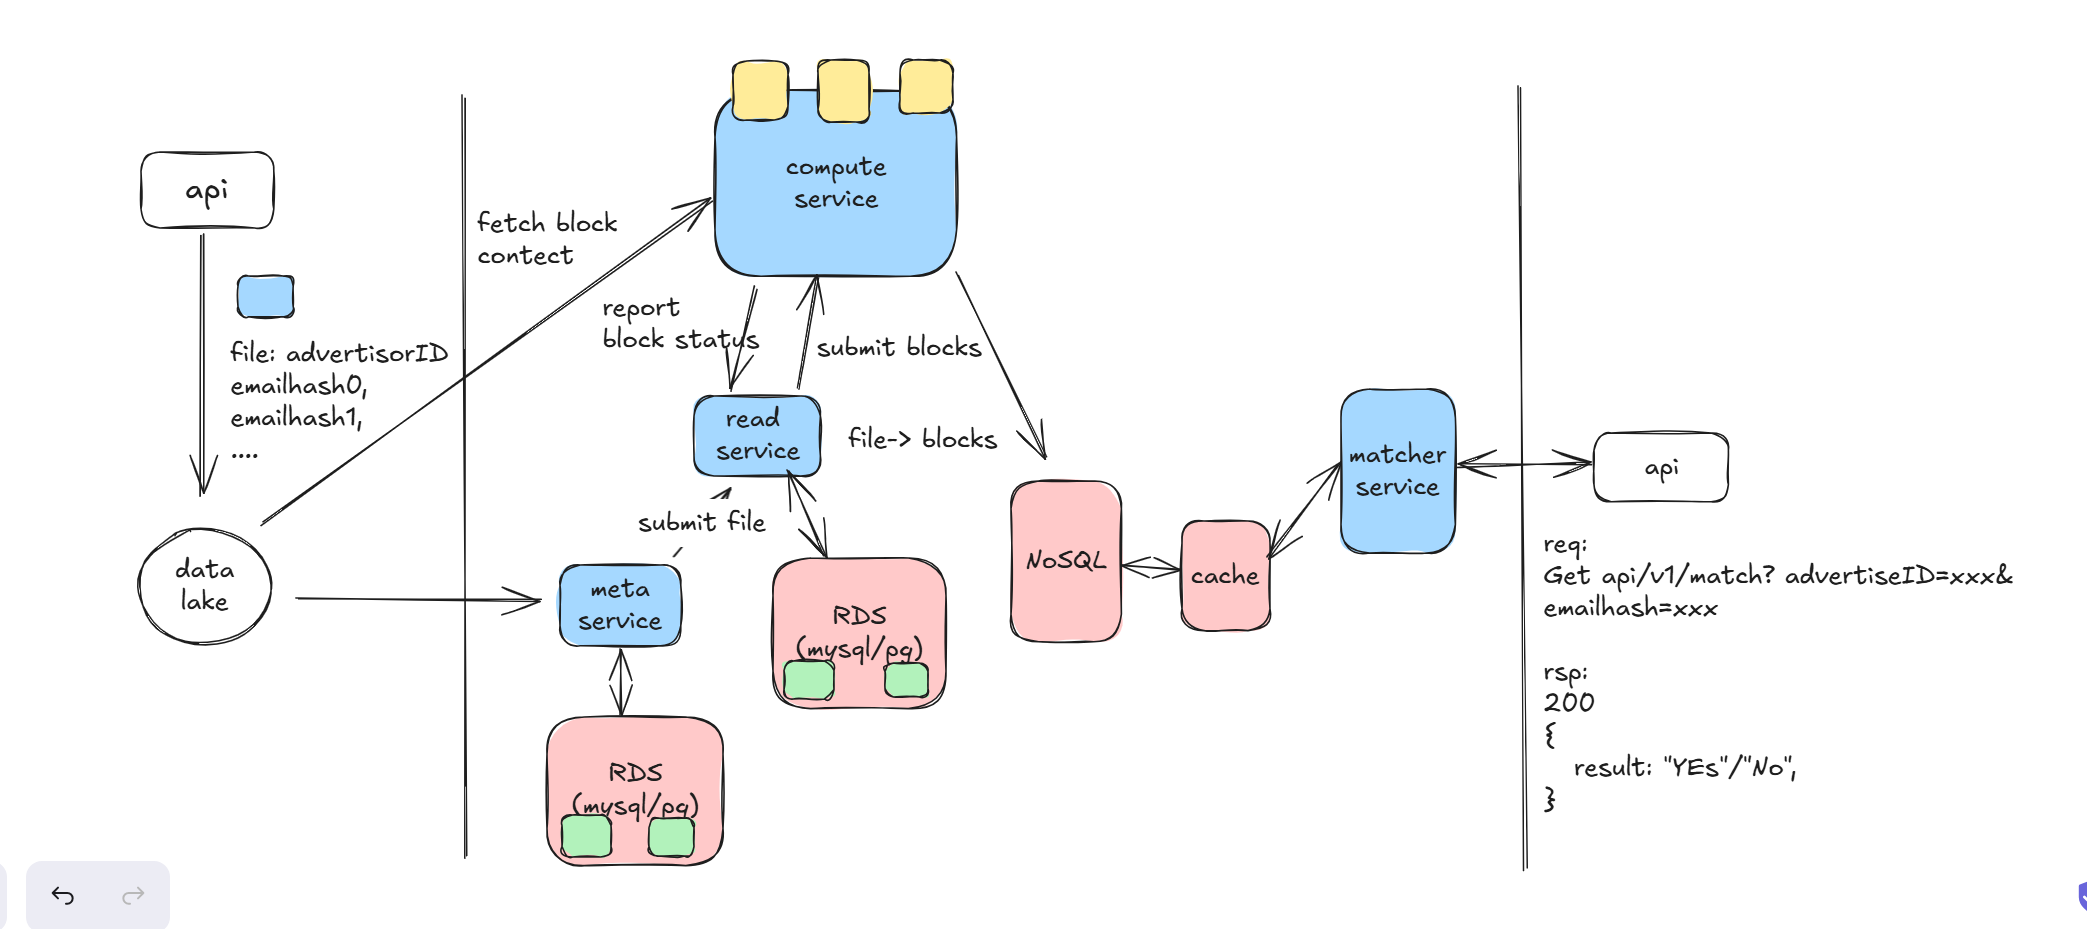 api
file: advertisorID
emailhash0,
emailhash1,
....
data
lake
fetch block
contect
compute
service
report
block status
submit blocks
read
service
file-> blocks
submit file
meta
service
RDS
(mysql/pq)
RDS
(mysql/pq)
NoSQL
cache
matcher
service
api
req:
Get api/v1/match? advertiseID=xxx&
emailhash=xxx
rsp:
200
{
result: "YEs"/"No",
}